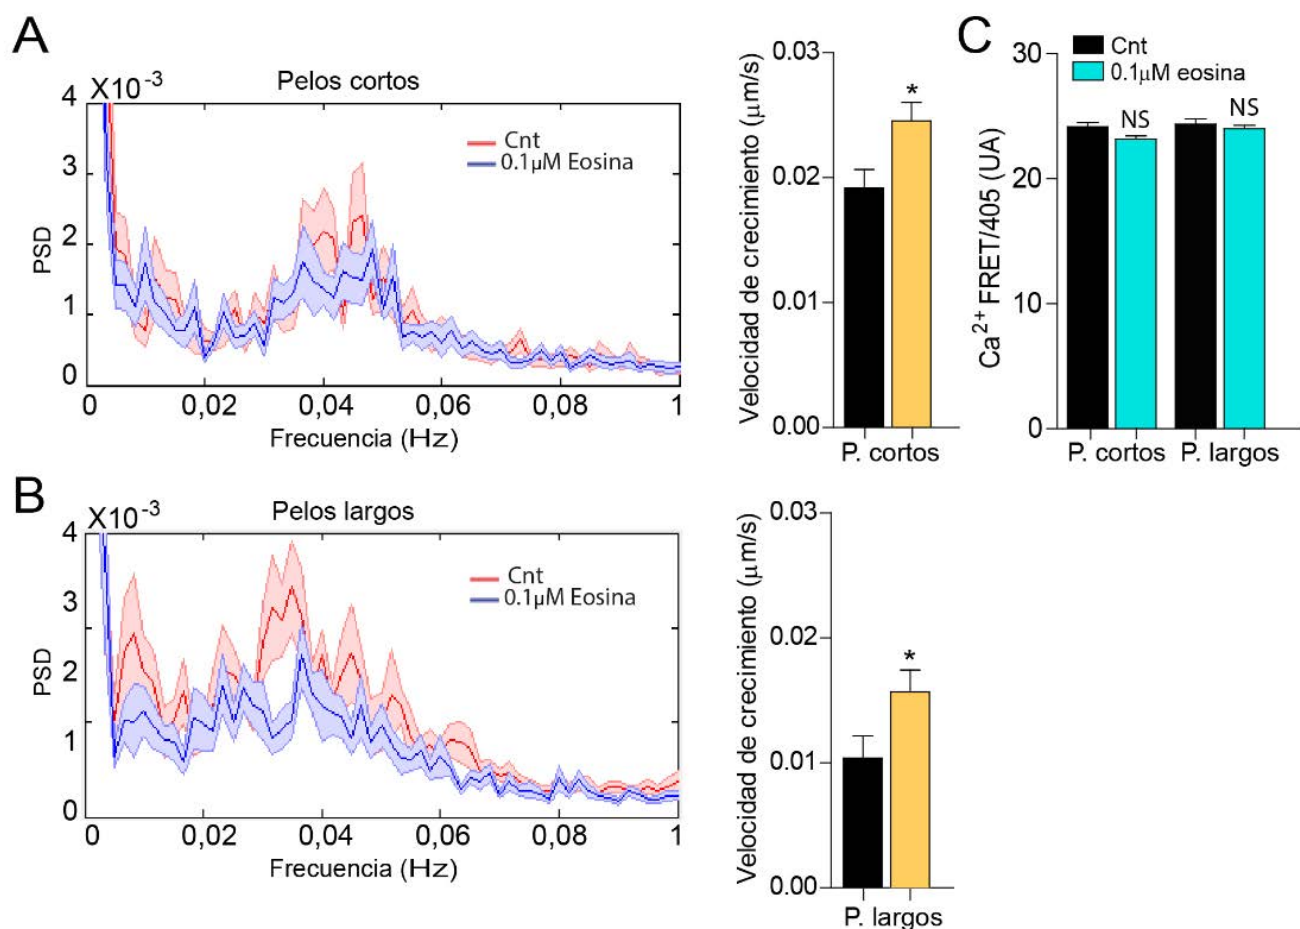 A
X10⁻³
Pelos cortos
4
3
2
1
0
PSD
Cnt
0.1µM Eosina
0
0,02
0,04
0,06
0,08
1
Frecuencia (Hz)
Velocidad de crecimiento (µm/s)
0.03
0.02
0.01
0.00
*
P. cortos
C
Cnt
0.1µM eosina
Ca²⁺ FRET/405 (UA)
30
20
10
0
NS
NS
P. cortos
P. largos
B
X10⁻³
Pelos largos
4
3
2
1
0
PSD
Cnt
0.1µM Eosina
0
0,02
0,04
0,06
0,08
1
Frecuencia (Hz)
Velocidad de crecimiento (µm/s)
0.03
0.02
0.01
0.00
*
P. largos